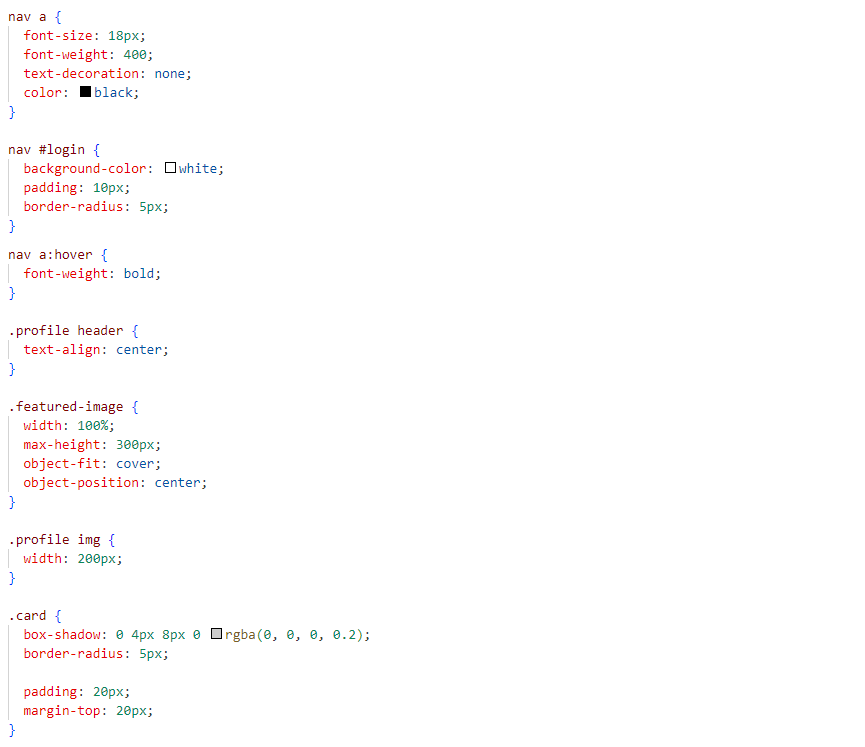 nav a {
  font-size: 18px;
  font-weight: 400;
  text-decoration: none;
  color: black;
}

nav #login {
  background-color: white;
  padding: 10px;
  border-radius: 5px;
}
nav a:hover {
  font-weight: bold;
}

.profile header {
  text-align: center;
}

.featured-image {
  width: 100%;
  max-height: 300px;
  object-fit: cover;
  object-position: center;
}

.profile img {
  width: 200px;
}

.card {
  box-shadow: 0 4px 8px 0 rgba(0, 0, 0, 0.2);
  border-radius: 5px;

  padding: 20px;
  margin-top: 20px;
}